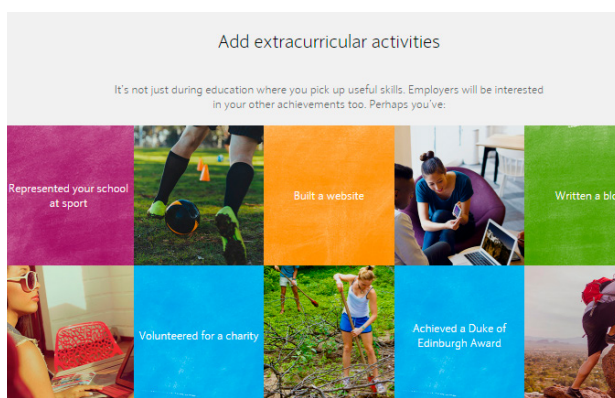 Add extracurricular activities
It's not just during education where you pick up useful skills. Employers will be interested
in your other achievements too. Perhaps you've:
Represented your school
at sport
Built a website
Written a blo
Volunteered for a charity
Achieved a Duke of
Edinburgh Award